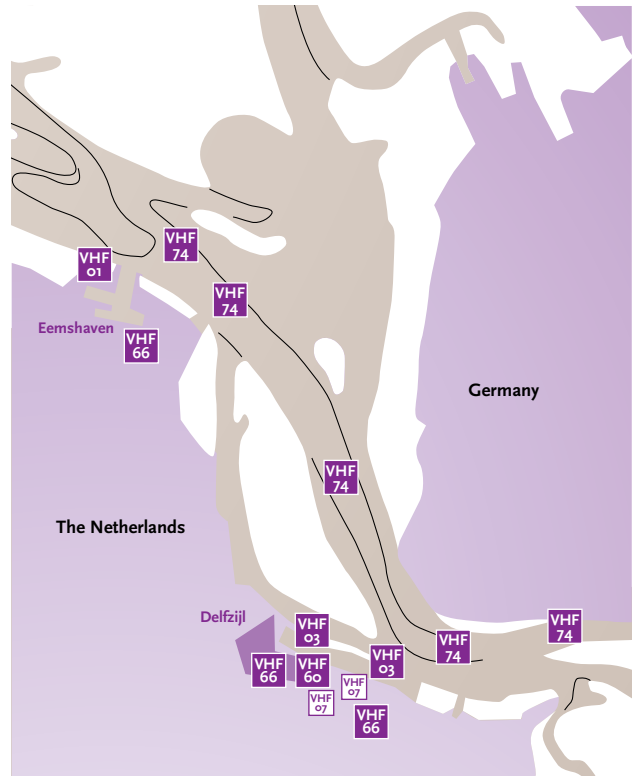 VHF
74
VHF
01
VHF
74
Eemshaven
VHF
66
Germany
VHF
74
The Netherlands
Delfzijl
VHF
03
VHF
74
VHF
74
VHF
03
VHF
66
VHF
60
VHF
07
VHF
07
VHF
66